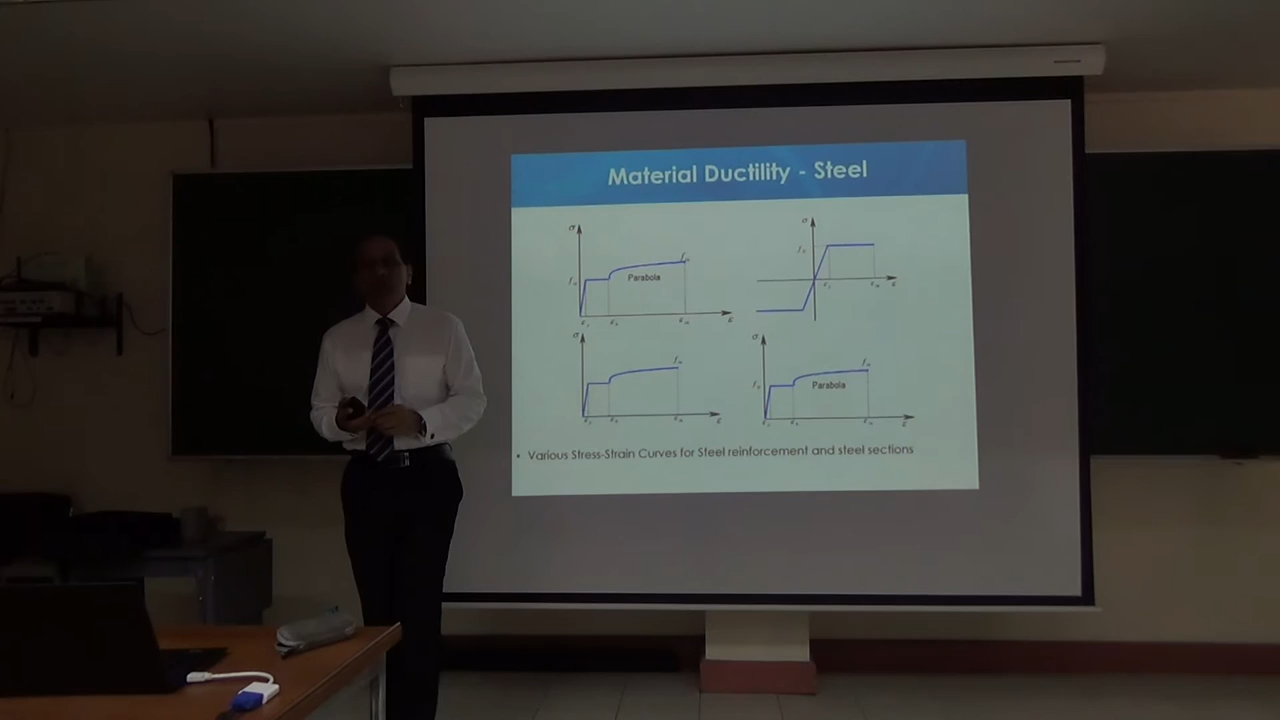 Material Ductility - Steel
σ
σ
Parabola
ε
ε
σ
σ
Parabola
ε
ε
• Various Stress-Strain Curves for Steel reinforcement and steel sections